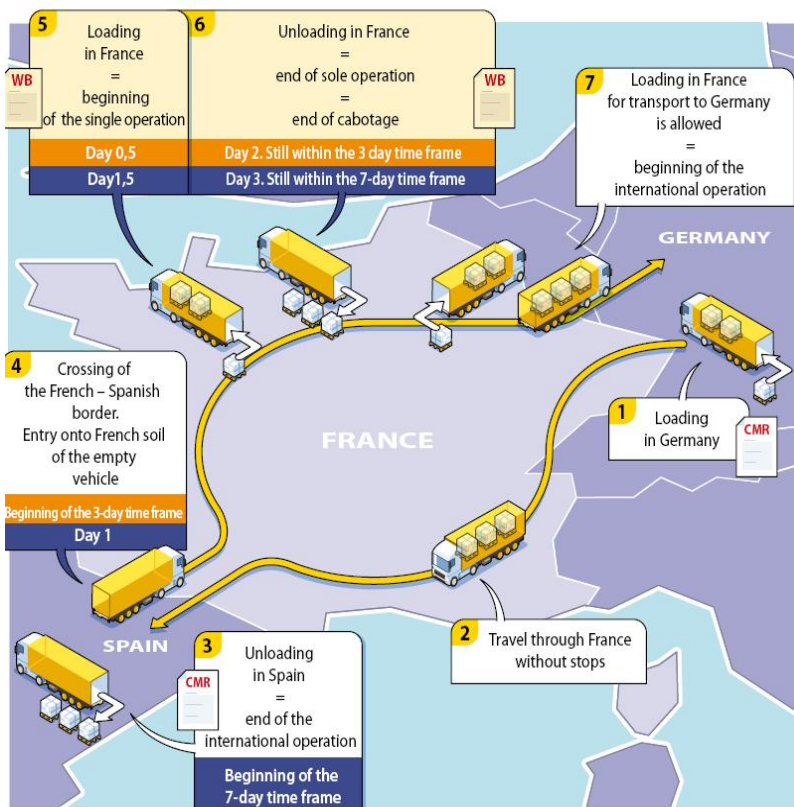 5
Loading
in France
=
beginning
of the single operation
WB
Day 0,5
Day1,5
6
Unloading in France
=
end of sole operation
=
end of cabotage
WB
Day 2. Still within the 3 day time frame
Day 3. Still within the 7-day time frame
7
Loading in France
for transport to Germany
is allowed
=
beginning of the
international operation
GERMANY
4
Crossing of
the French – Spanish
border.
Entry onto French soil
of the empty
vehicle
Beginning of the 3-day time frame
Day 1
FRANCE
1
Loading
in Germany
CMR
2
Travel through France
without stops
SPAIN
3
Unloading
in Spain
=
end of the
international operation
CMR
Beginning of the
7-day time frame